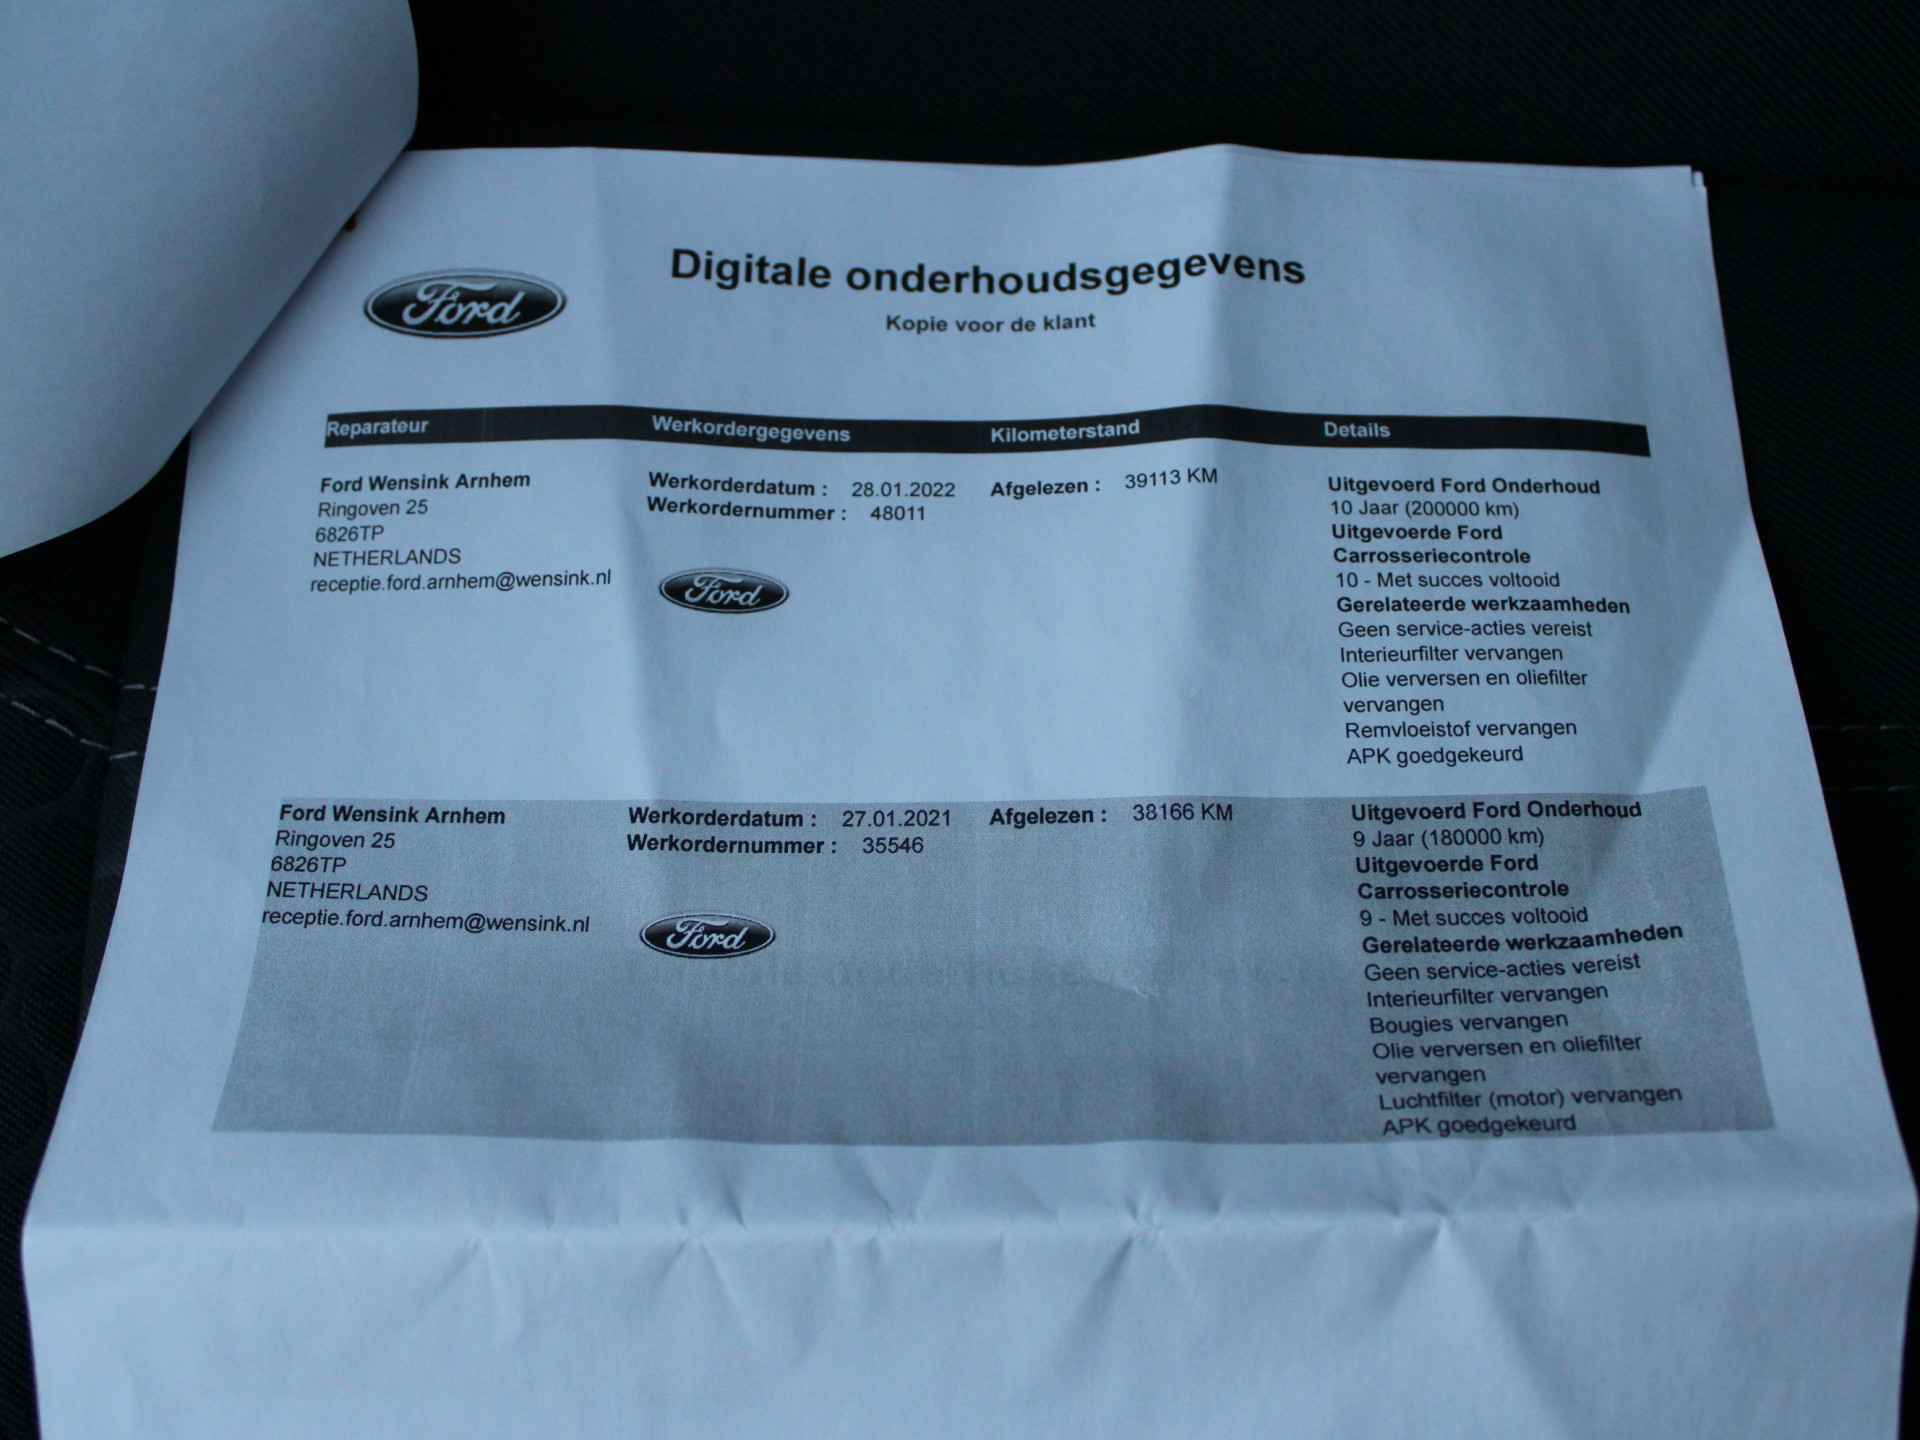 Ford
Digitale onderhoudsgegevens
Kopie voor de klant
Reparateur Werkordergegevens Kilometerstand Details
Ford Wensink Arnhem
Ringoven 25
6826TP
NETHERLANDS
receptie.ford.arnhem@wensink.nl
Werkorderdatum : 28.01.2022
Werkordernummer : 48011
Ford
Afgelezen : 39113 KM
Uitgevoerd Ford Onderhoud
10 Jaar (200000 km)
Uitgevoerde Ford
Carrosseriecontrole
10 - Met succes voltooid
Gerelateerde werkzaamheden
Geen service-acties vereist
Interieurfilter vervangen
Olie verversen en oliefilter
vervangen
Remvloeistof vervangen
APK goedgekeurd
Ford Wensink Arnhem
Ringoven 25
6826TP
NETHERLANDS
receptie.ford.arnhem@wensink.nl
Werkorderdatum : 27.01.2021
Werkordernummer : 35546
Ford
Afgelezen : 38166 KM
Uitgevoerd Ford Onderhoud
9 Jaar (180000 km)
Uitgevoerde Ford
Carrosseriecontrole
9 - Met succes voltooid
Gerelateerde werkzaamheden
Geen service-acties vereist
Interieurfilter vervangen
Bougies vervangen
Olie verversen en oliefilter
vervangen
Luchtfilter (motor) vervangen
APK goedgekeurd